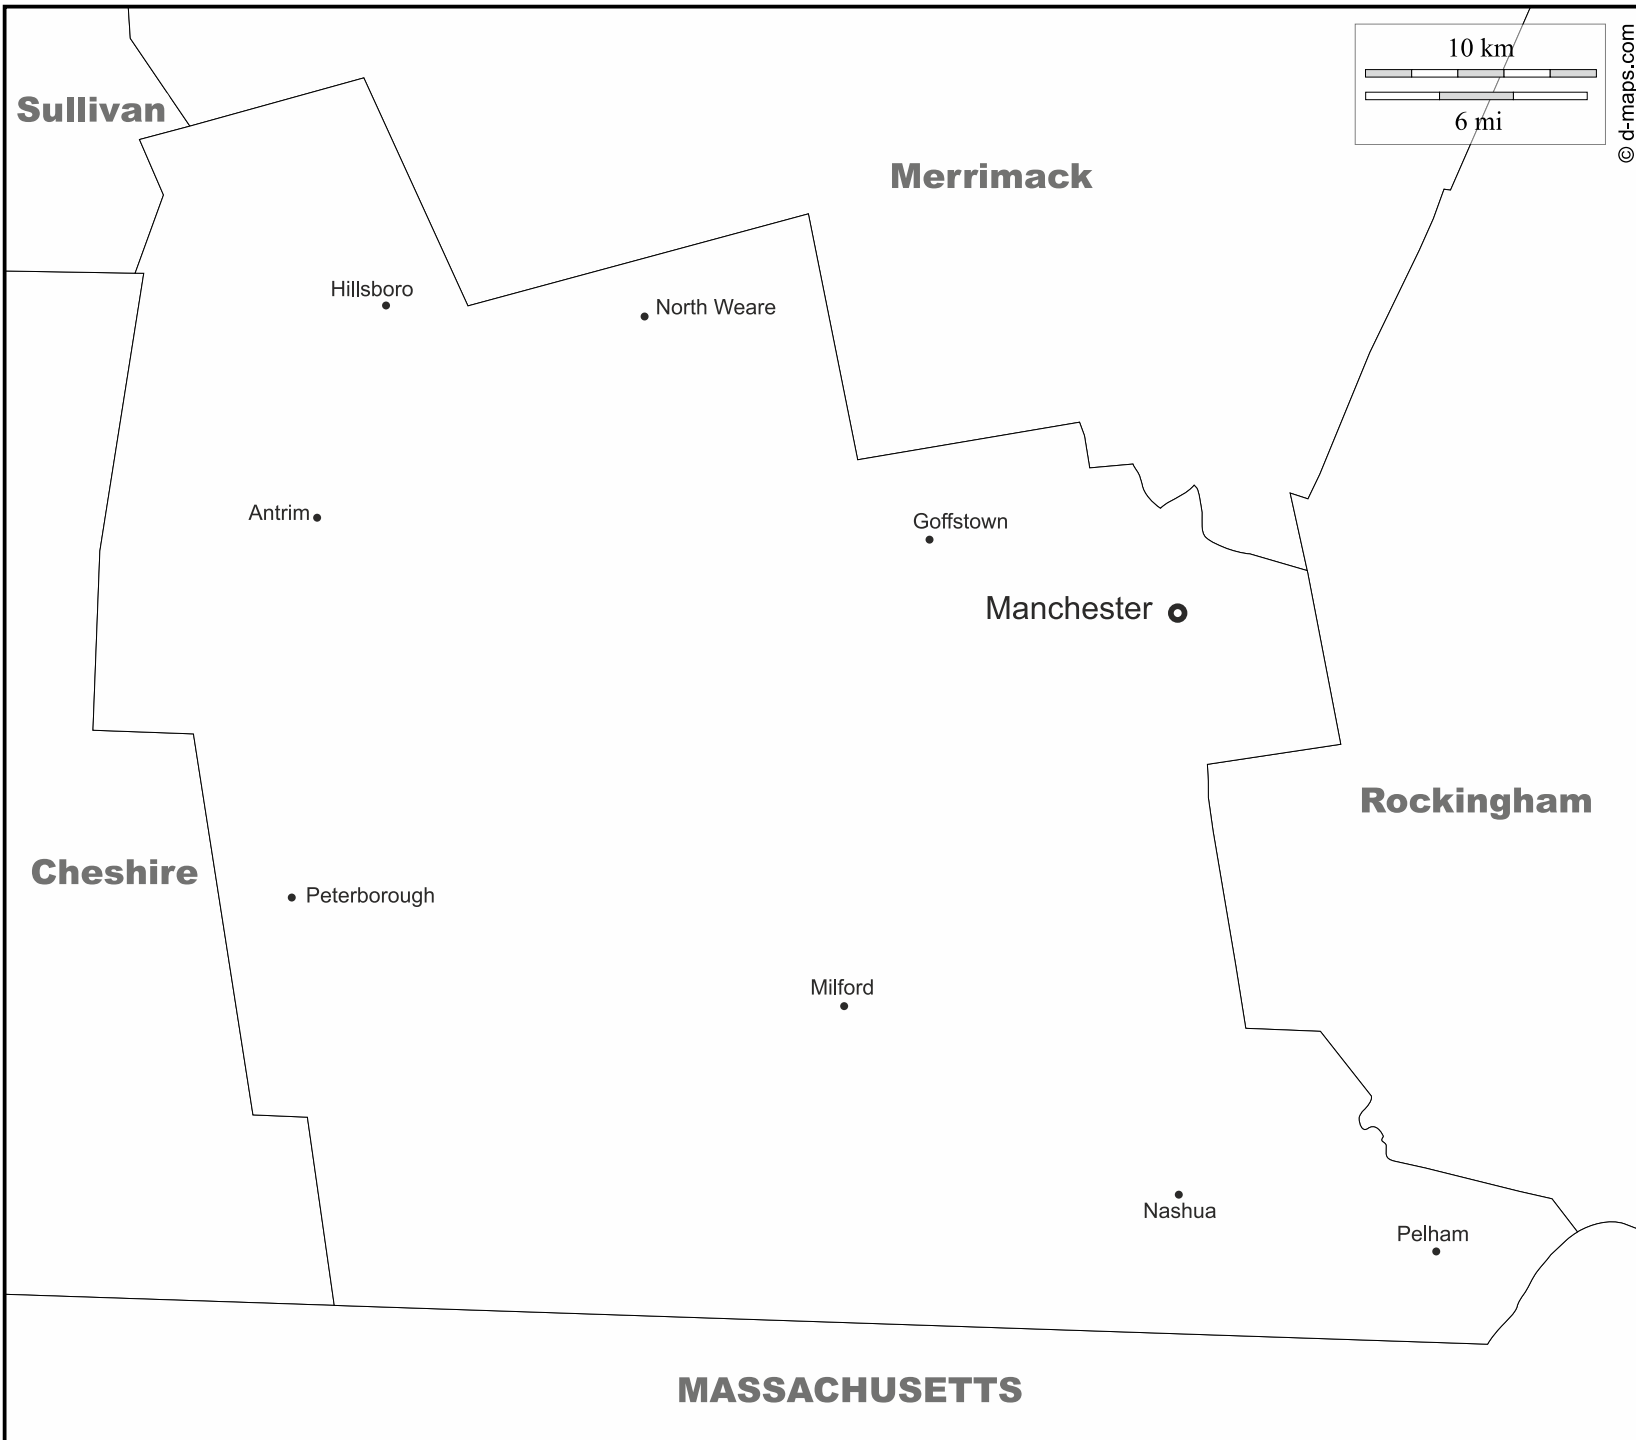 10 km
6 mi
© d-maps.com
Sullivan
Merrimack
Hillsboro
North Weare
Antrim
Goffstown
Manchester
Rockingham
Cheshire
Peterborough
Milford
Nashua
Pelham
MASSACHUSETTS